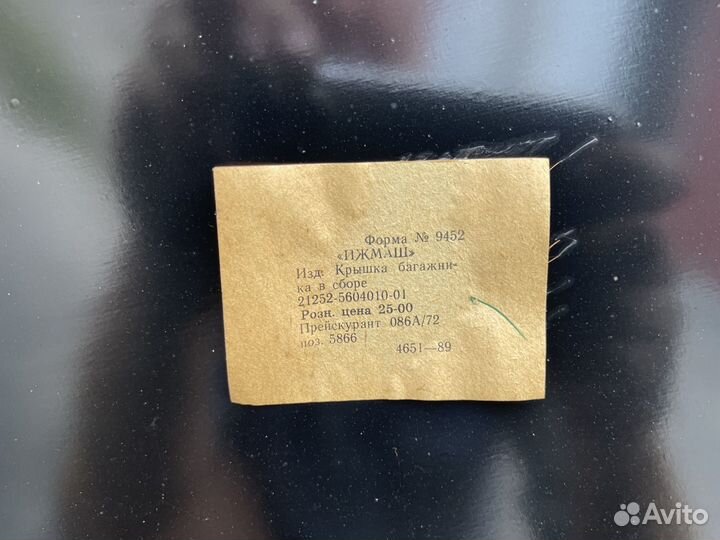 Форма № 9452
«ИЖМАШ»
Изд: Крышка багажни-
ка в сборе
21252-5604010-01
Розн. цена 25-00
Прейскурант 086А/72
поз. 5866
4651—89
Avito